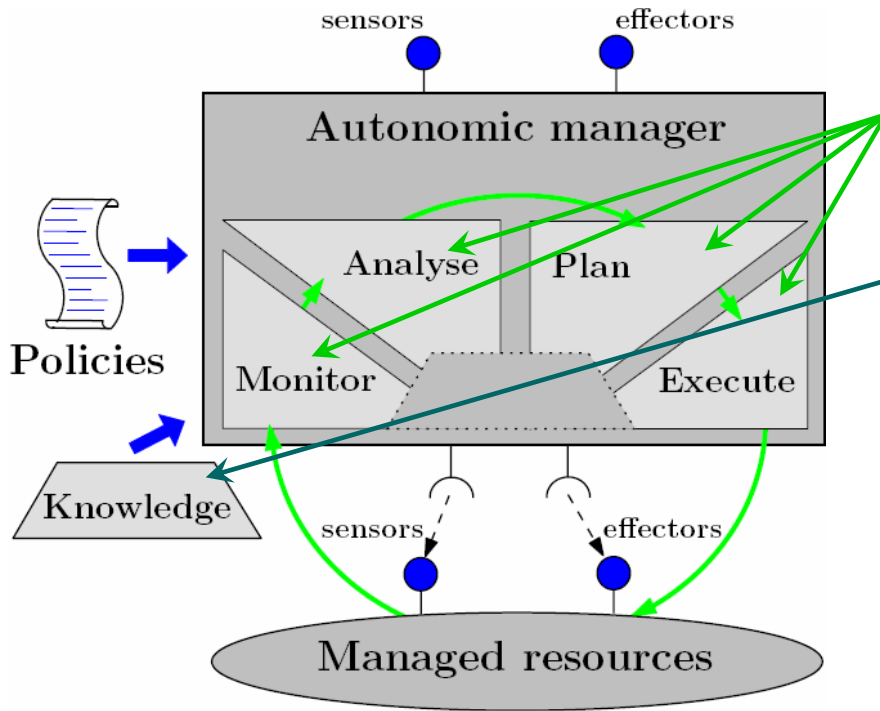 sensors
effectors
Autonomic manager
Analyse
Plan
Policies
Monitor
Execute
Knowledge
sensors
effectors
Managed resources